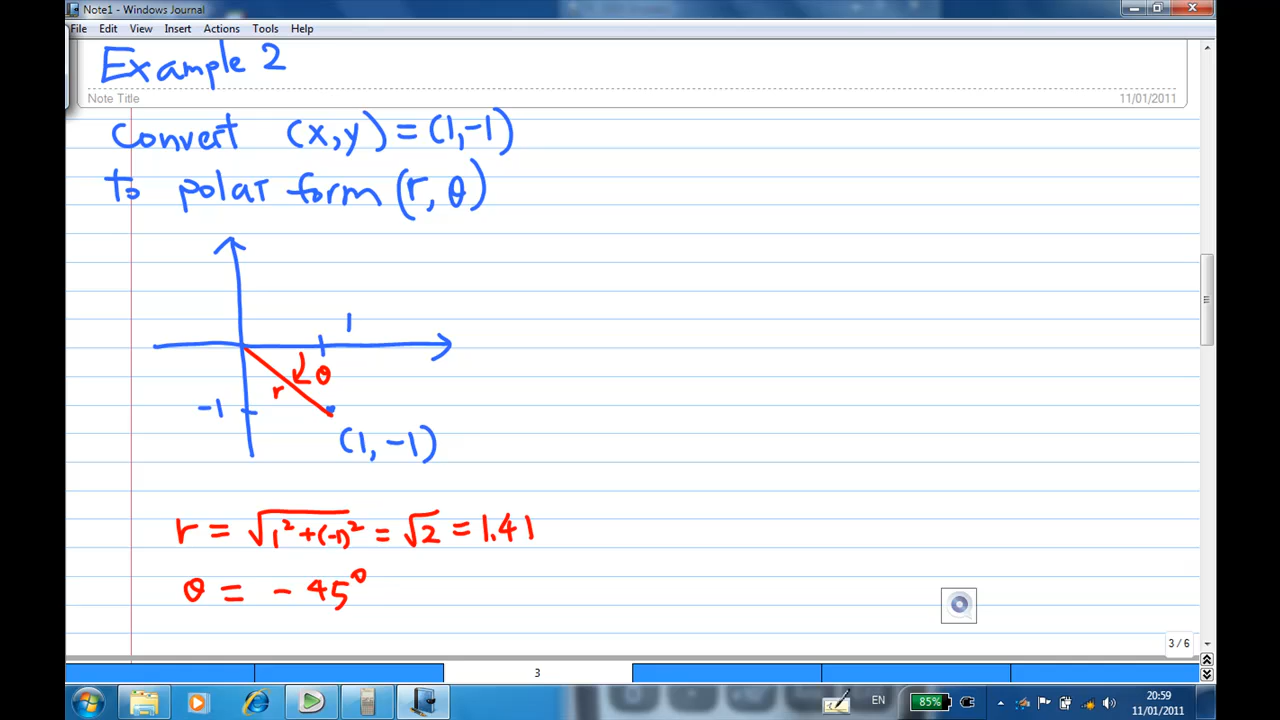 Note1 - Windows Journal
File Edit View Insert Actions Tools Help
Example 2
Note Title
11/01/2011
Convert (x,y) = (1,-1)
to polar form (r, θ)
1
θ
r
-1
(1, -1)
r = √1²+(-1)² = √2 = 1.41
θ = -45°
3 / 6
3
EN
85%
20:59
11/01/2011